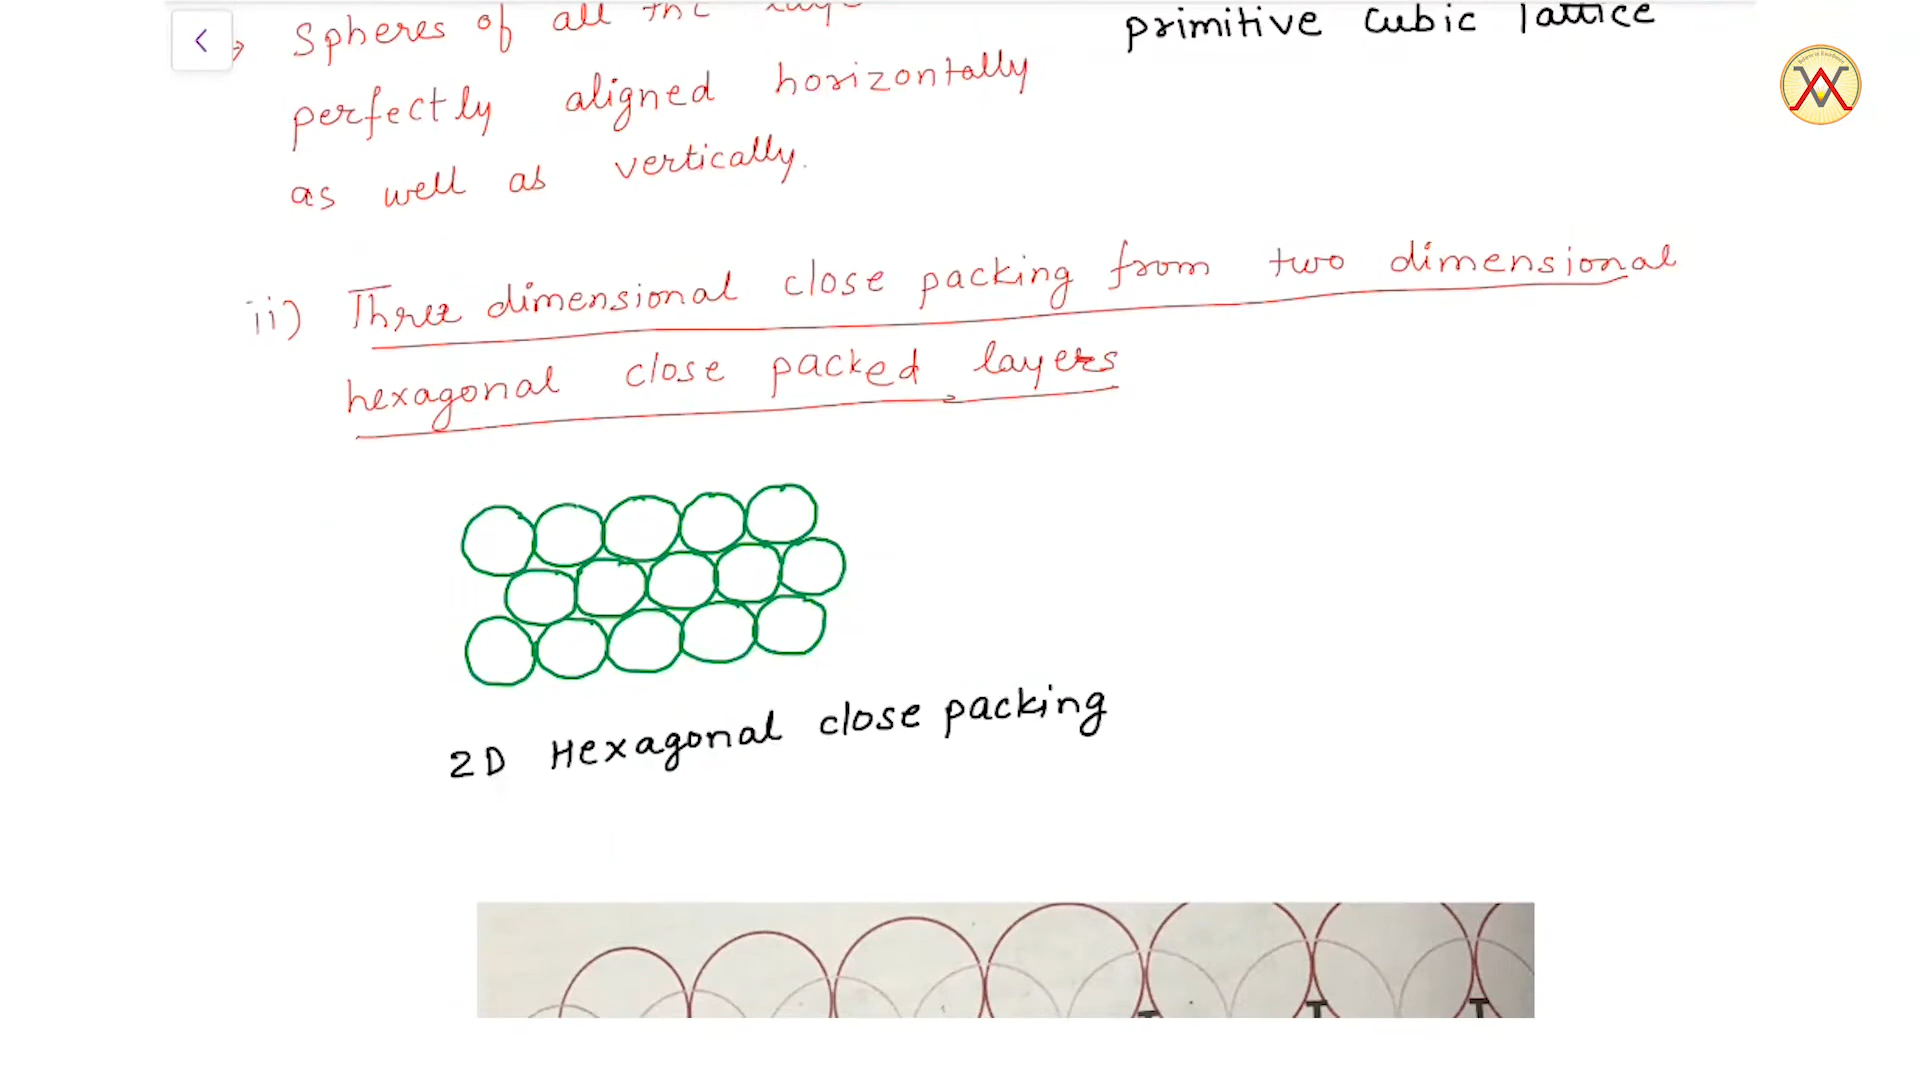 Spheres of all the
primitive cubic lattice
perfectly aligned horizontally
as well as vertically.
ii) Three dimensional close packing from two dimensional
hexagonal close packed layers
2D Hexagonal close packing
T T T